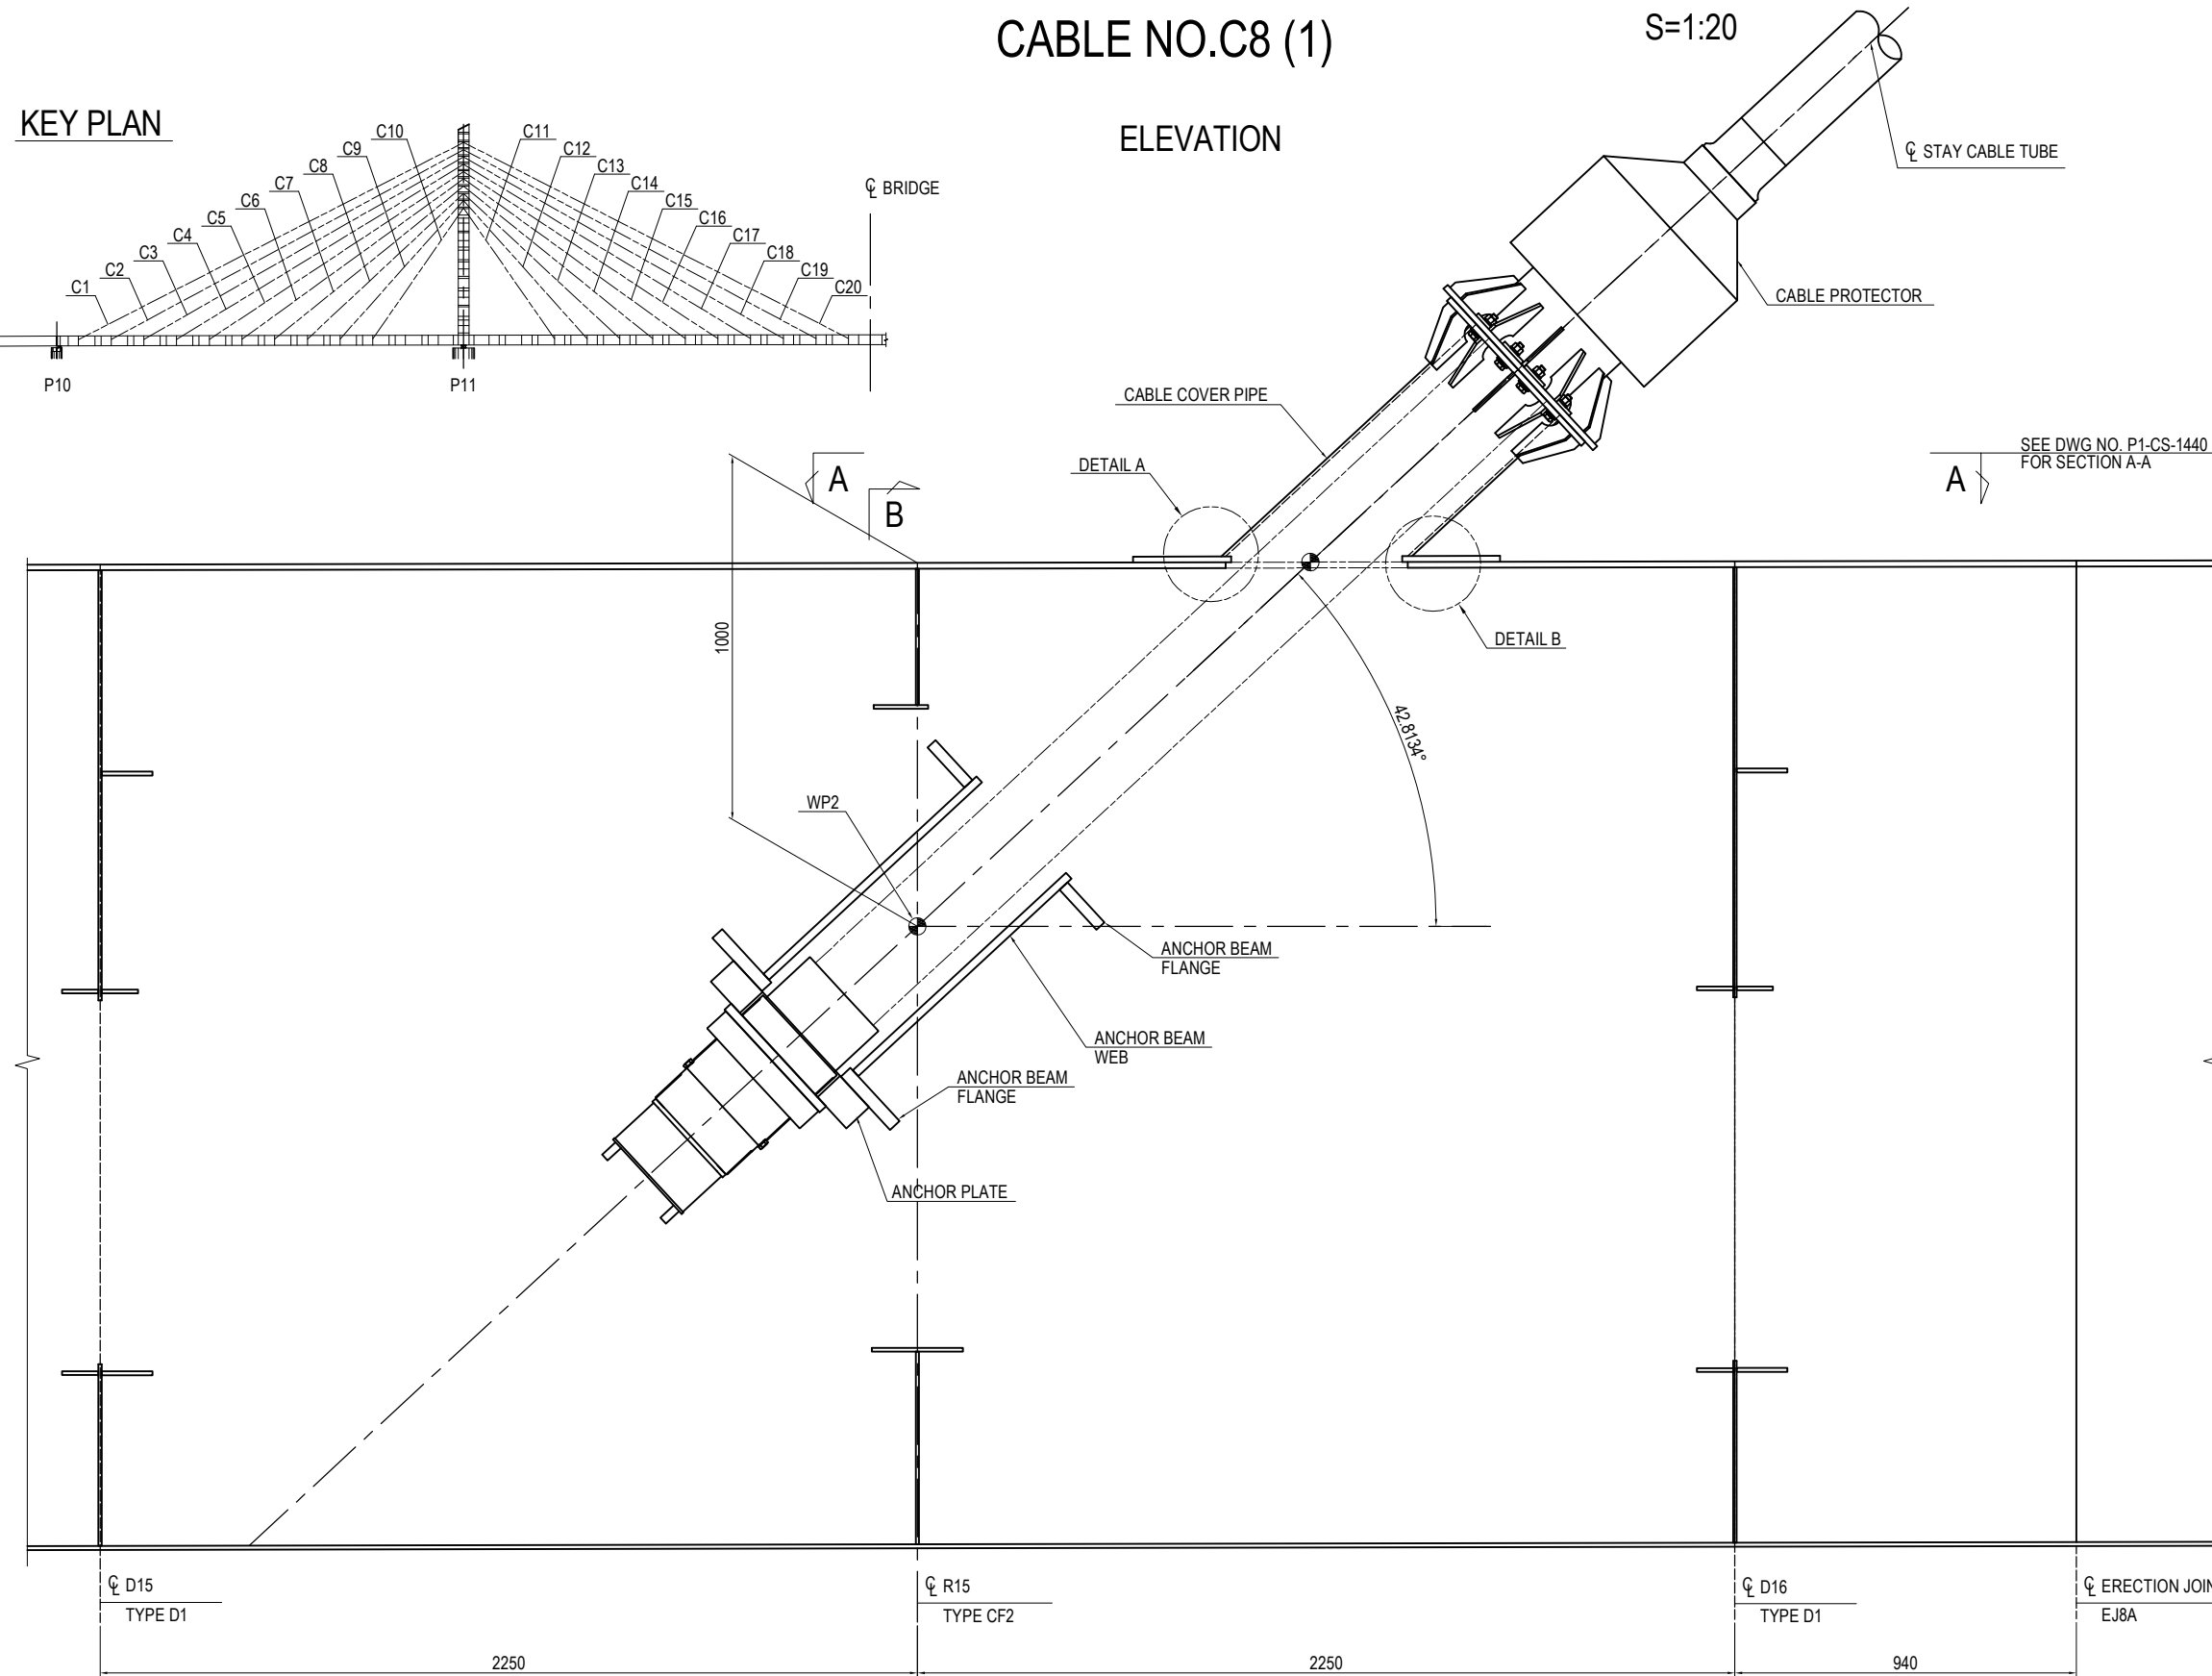 CABLE NO.C8 (1)
S=1:20
KEY PLAN
ELEVATION
C10
C11
C9
C12
C8
C13
C7
C14
C6
C15
C5
C16
C4
C17
C3
C18
C2
C19
C1
C20
℄ BRIDGE
P10
P11
℄ STAY CABLE TUBE
CABLE PROTECTOR
CABLE COVER PIPE
DETAIL A
A
B
SEE DWG NO. P1-CS-1440
FOR SECTION A-A
A
1000
DETAIL B
42.8134°
WP2
ANCHOR BEAM
FLANGE
ANCHOR BEAM
WEB
ANCHOR BEAM
FLANGE
ANCHOR PLATE
℄ D15
TYPE D1
℄ R15
TYPE CF2
℄ D16
TYPE D1
℄ ERECTION JOIN
EJ8A
2250
2250
940